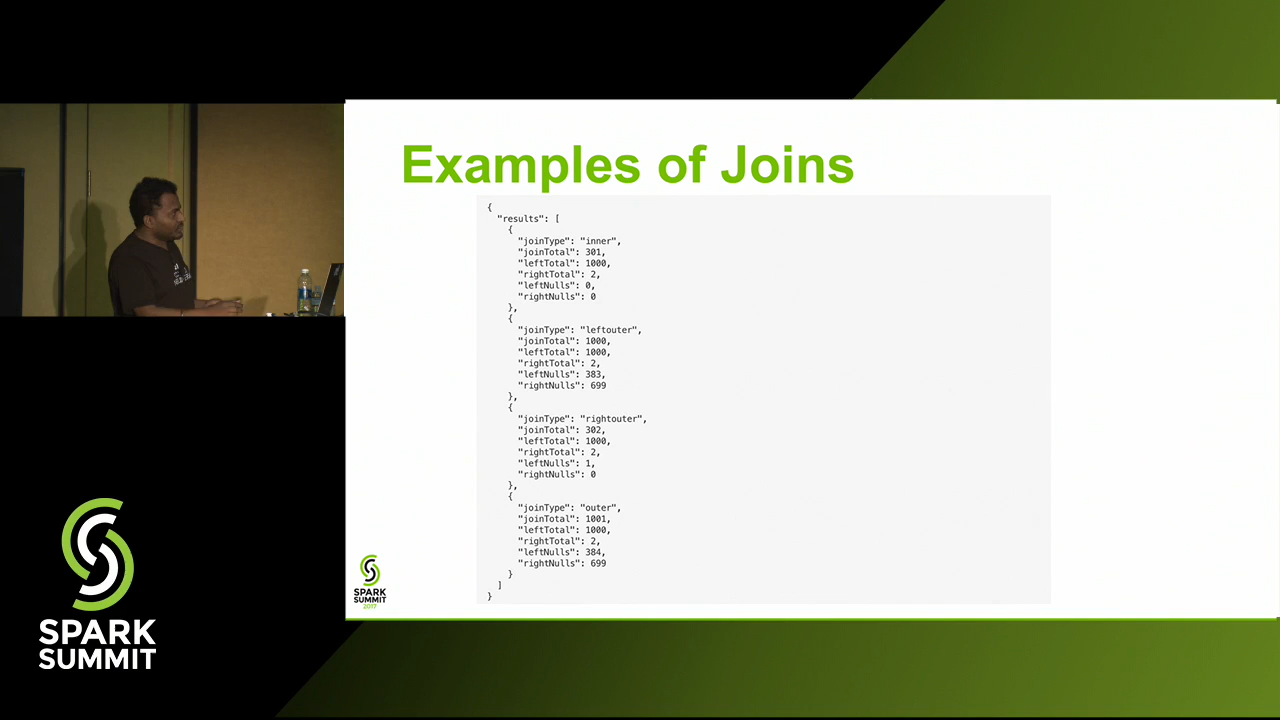 Examples of Joins
{
"results": [
{
"joinType": "inner",
"joinTotal": 301,
"leftTotal": 1000,
"rightTotal": 2,
"leftNulls": 0,
"rightNulls": 0
},
{
"joinType": "leftouter",
"joinTotal": 1000,
"leftTotal": 1000,
"rightTotal": 2,
"leftNulls": 383,
"rightNulls": 699
},
{
"joinType": "rightouter",
"joinTotal": 302,
"leftTotal": 1000,
"rightTotal": 2,
"leftNulls": 1,
"rightNulls": 0
},
{
"joinType": "outer",
"joinTotal": 1001,
"leftTotal": 1000,
"rightTotal": 2,
"leftNulls": 384,
"rightNulls": 699
}
]
}
SPARK
SUMMIT
2017
SPARK
SUMMIT